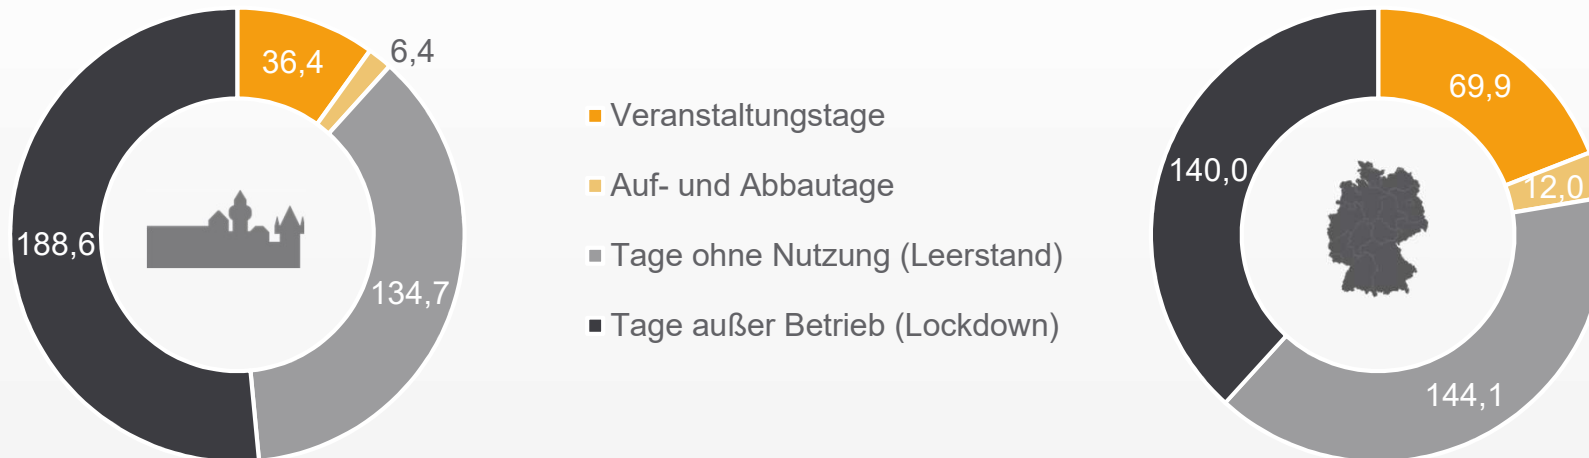 36,4
6,4
134,7
188,6
Veranstaltungstage
Auf- und Abbautage
Tage ohne Nutzung (Leerstand)
Tage außer Betrieb (Lockdown)
69,9
12,0
144,1
140,0